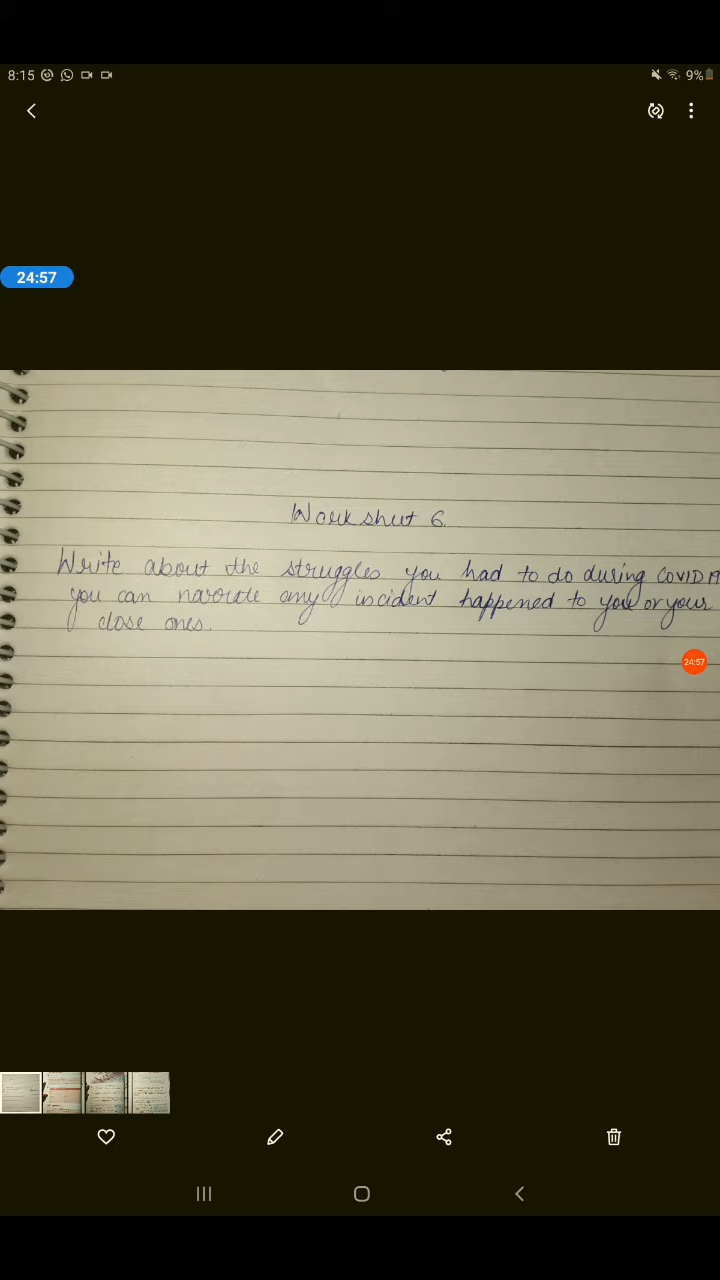 8:15
9%
24:57
Worksheet 6
Write about the struggles you had to do during COVID 19
you can narrate any incident happened to you or your
close ones.
24:57